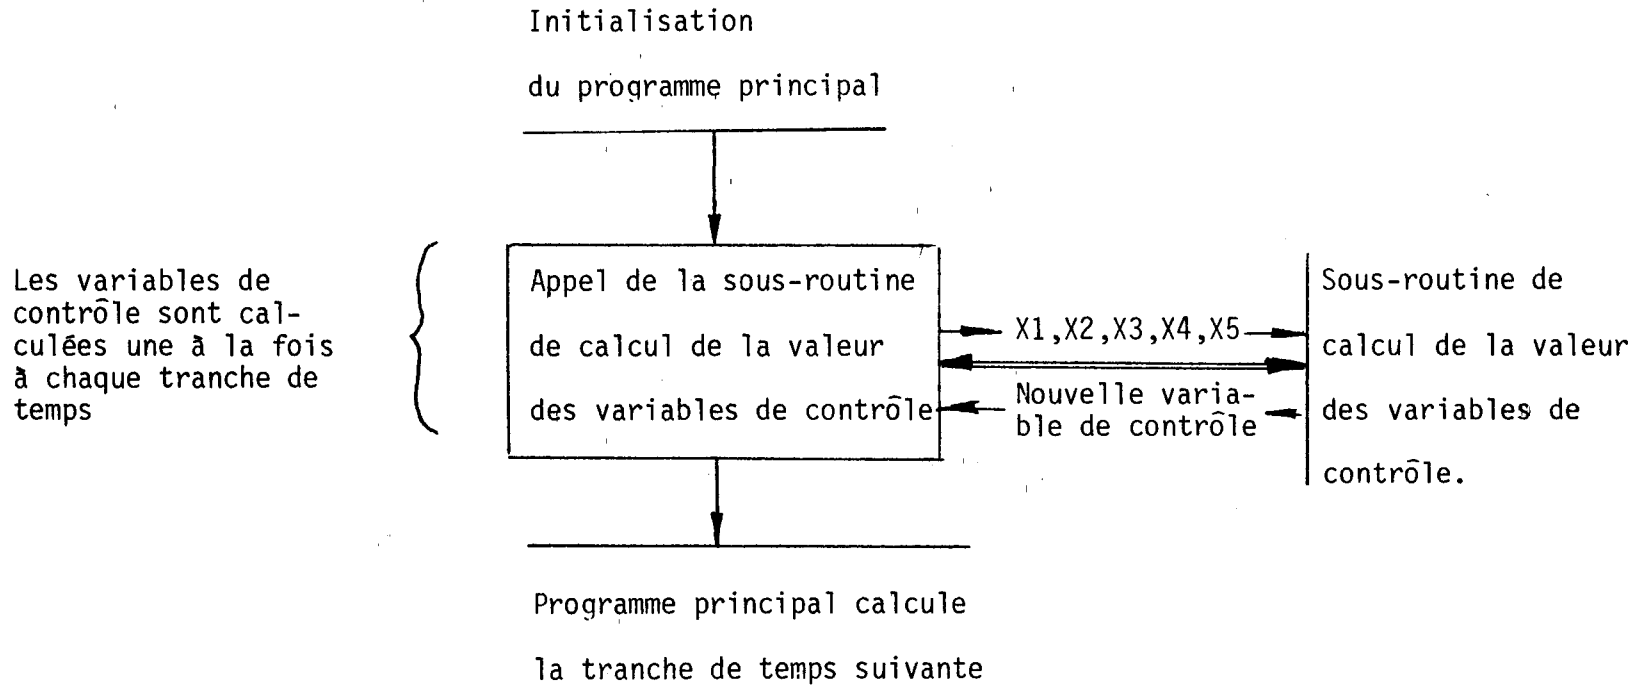 Initialisation
du programme principal
Les variables de
contrôle sont cal-
culées une à la fois
à chaque tranche de
temps
Appel de la sous-routine
de calcul de la valeur
des variables de contrôle
X1,X2,X3,X4,X5
Nouvelle varia-
ble de contrôle
Sous-routine de
calcul de la valeur
des variables de
contrôle.
Programme principal calcule
la tranche de temps suivante